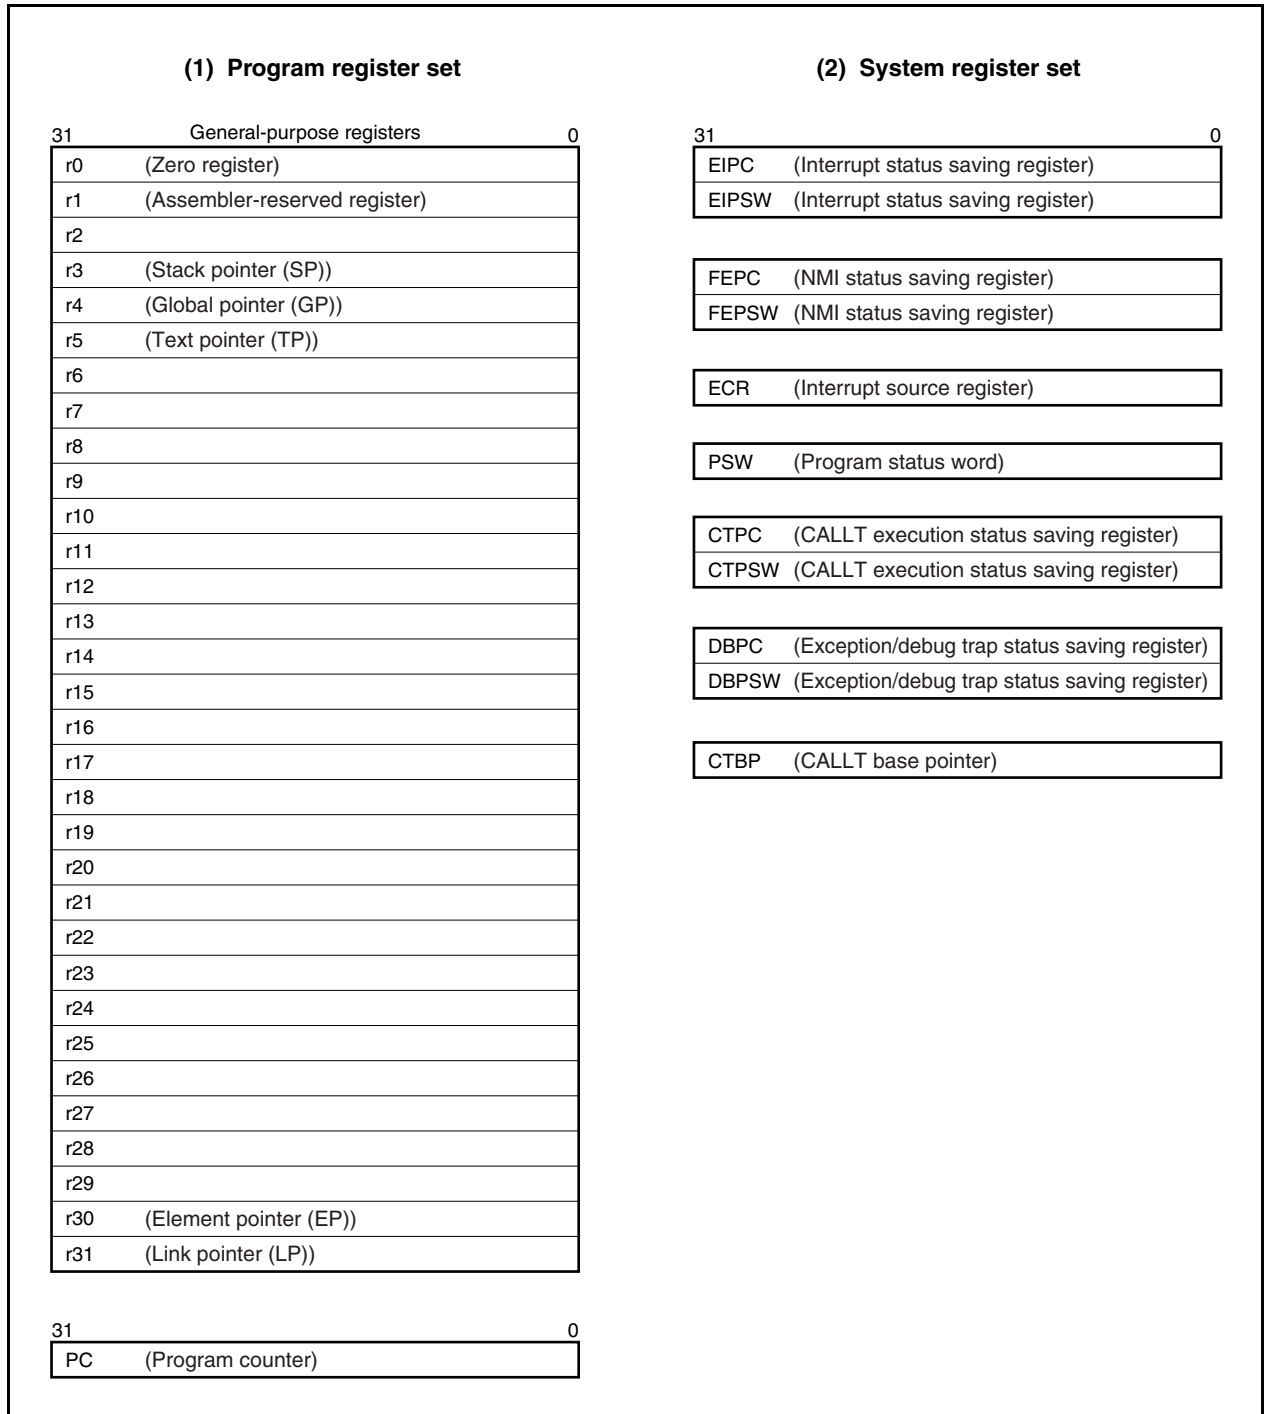 (1) Program register set
31 General-purpose registers 0
r0 (Zero register)
r1 (Assembler-reserved register)
r2
r3 (Stack pointer (SP))
r4 (Global pointer (GP))
r5 (Text pointer (TP))
r6
r7
r8
r9
r10
r11
r12
r13
r14
r15
r16
r17
r18
r19
r20
r21
r22
r23
r24
r25
r26
r27
r28
r29
r30 (Element pointer (EP))
r31 (Link pointer (LP))
31 0
PC (Program counter)
(2) System register set
31 0
EIPC (Interrupt status saving register)
EIPSW (Interrupt status saving register)
FEPC (NMI status saving register)
FEPSW (NMI status saving register)
ECR (Interrupt source register)
PSW (Program status word)
CTPC (CALLT execution status saving register)
CTPSW (CALLT execution status saving register)
DBPC (Exception/debug trap status saving register)
DBPSW (Exception/debug trap status saving register)
CTBP (CALLT base pointer)